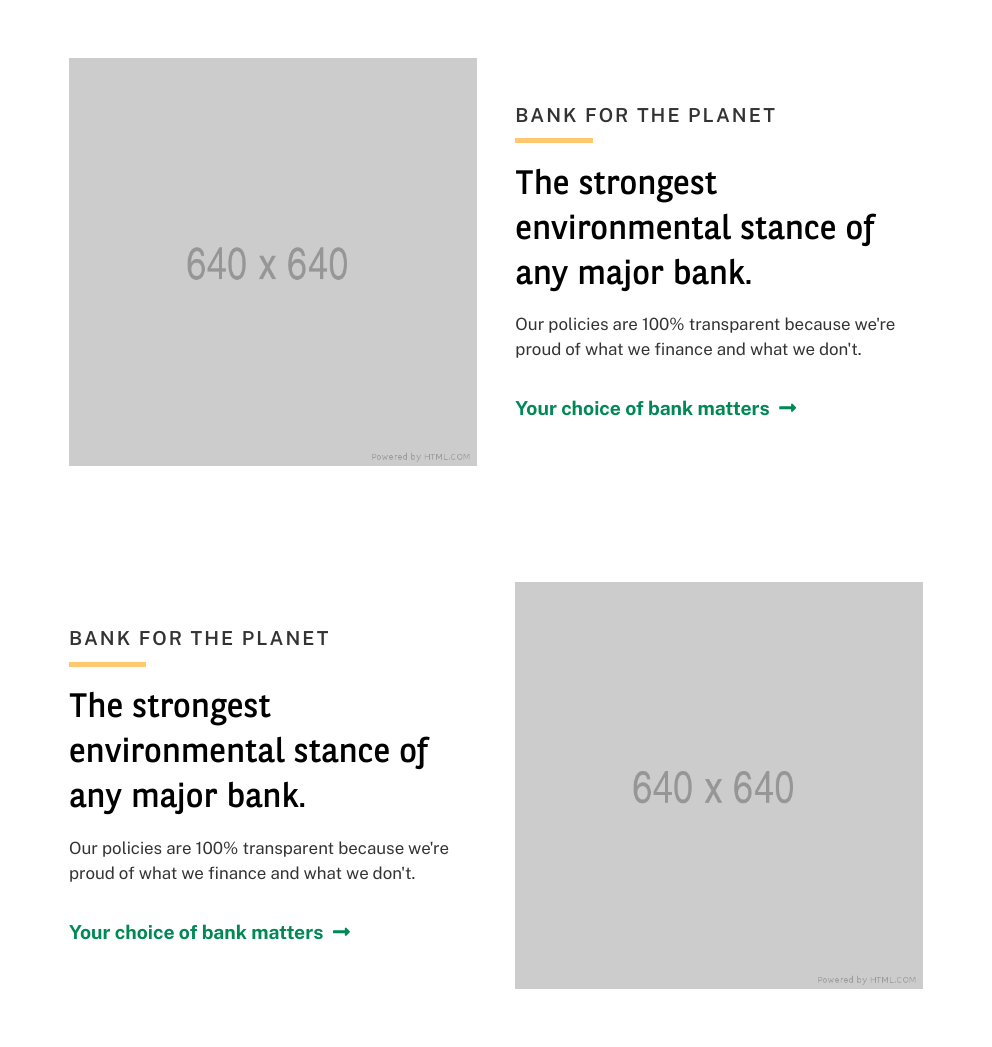 640 x 640
Powered by HTML.COM
BANK FOR THE PLANET
The strongest
environmental stance of
any major bank.
Our policies are 100% transparent because we're
proud of what we finance and what we don't.
Your choice of bank matters →
BANK FOR THE PLANET
The strongest
environmental stance of
any major bank.
Our policies are 100% transparent because we're
proud of what we finance and what we don't.
Your choice of bank matters →
640 x 640
Powered by HTML.COM